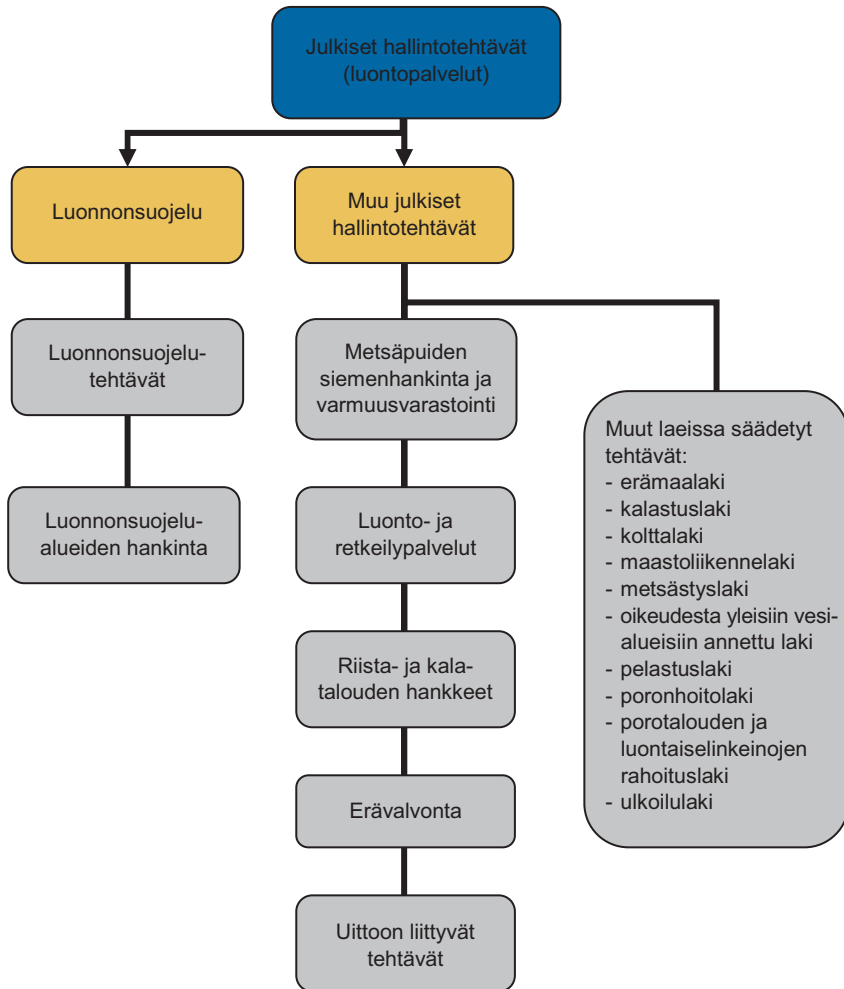 Julkiset hallintotehtävät
(luontopalvelut)
Luonnonsuojelu
Muu julkiset
hallintotehtävät
Luonnonsuojelu-
tehtävät
Luonnonsuojelu-
alueiden hankinta
Metsäpuiden
siemenhankinta ja
varmuusvarastointi
Luonto- ja
retkeilypalvelut
Riista- ja kala-
talouden hankkeet
Erävalvonta
Uittoon liittyvät
tehtävät
Muut laeissa säädetyt
tehtävät:
- erämaalaki
- kalastuslaki
- kolttalaki
- maastoliikennelaki
- metsästyslaki
- oikeudesta yleisiin vesi-
alueisiin annettu laki
- pelastuslaki
- poronhoitolaki
- porotalouden ja
luontaiselinkeinojen
rahoituslaki
- ulkoilulaki